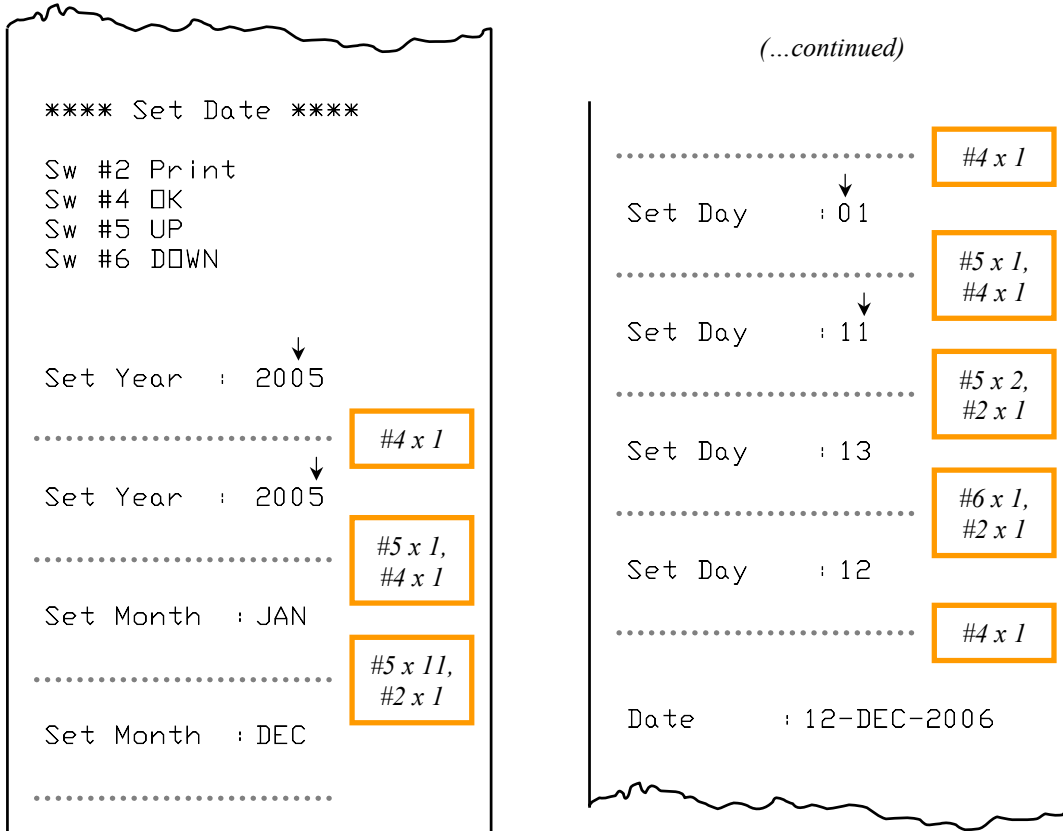 **** Set Date ****
Sw #2 Print
Sw #4 OK
Sw #5 UP
Sw #6 DOWN
Set Year : 2005
#4 x 1
Set Year : 2005
#5 x 1,
#4 x 1
Set Month : JAN
#5 x 11,
#2 x 1
Set Month : DEC
(...continued)
#4 x 1
Set Day : 01
#5 x 1,
#4 x 1
Set Day : 11
#5 x 2,
#2 x 1
Set Day : 13
#6 x 1,
#2 x 1
Set Day : 12
#4 x 1
Date : 12-DEC-2006